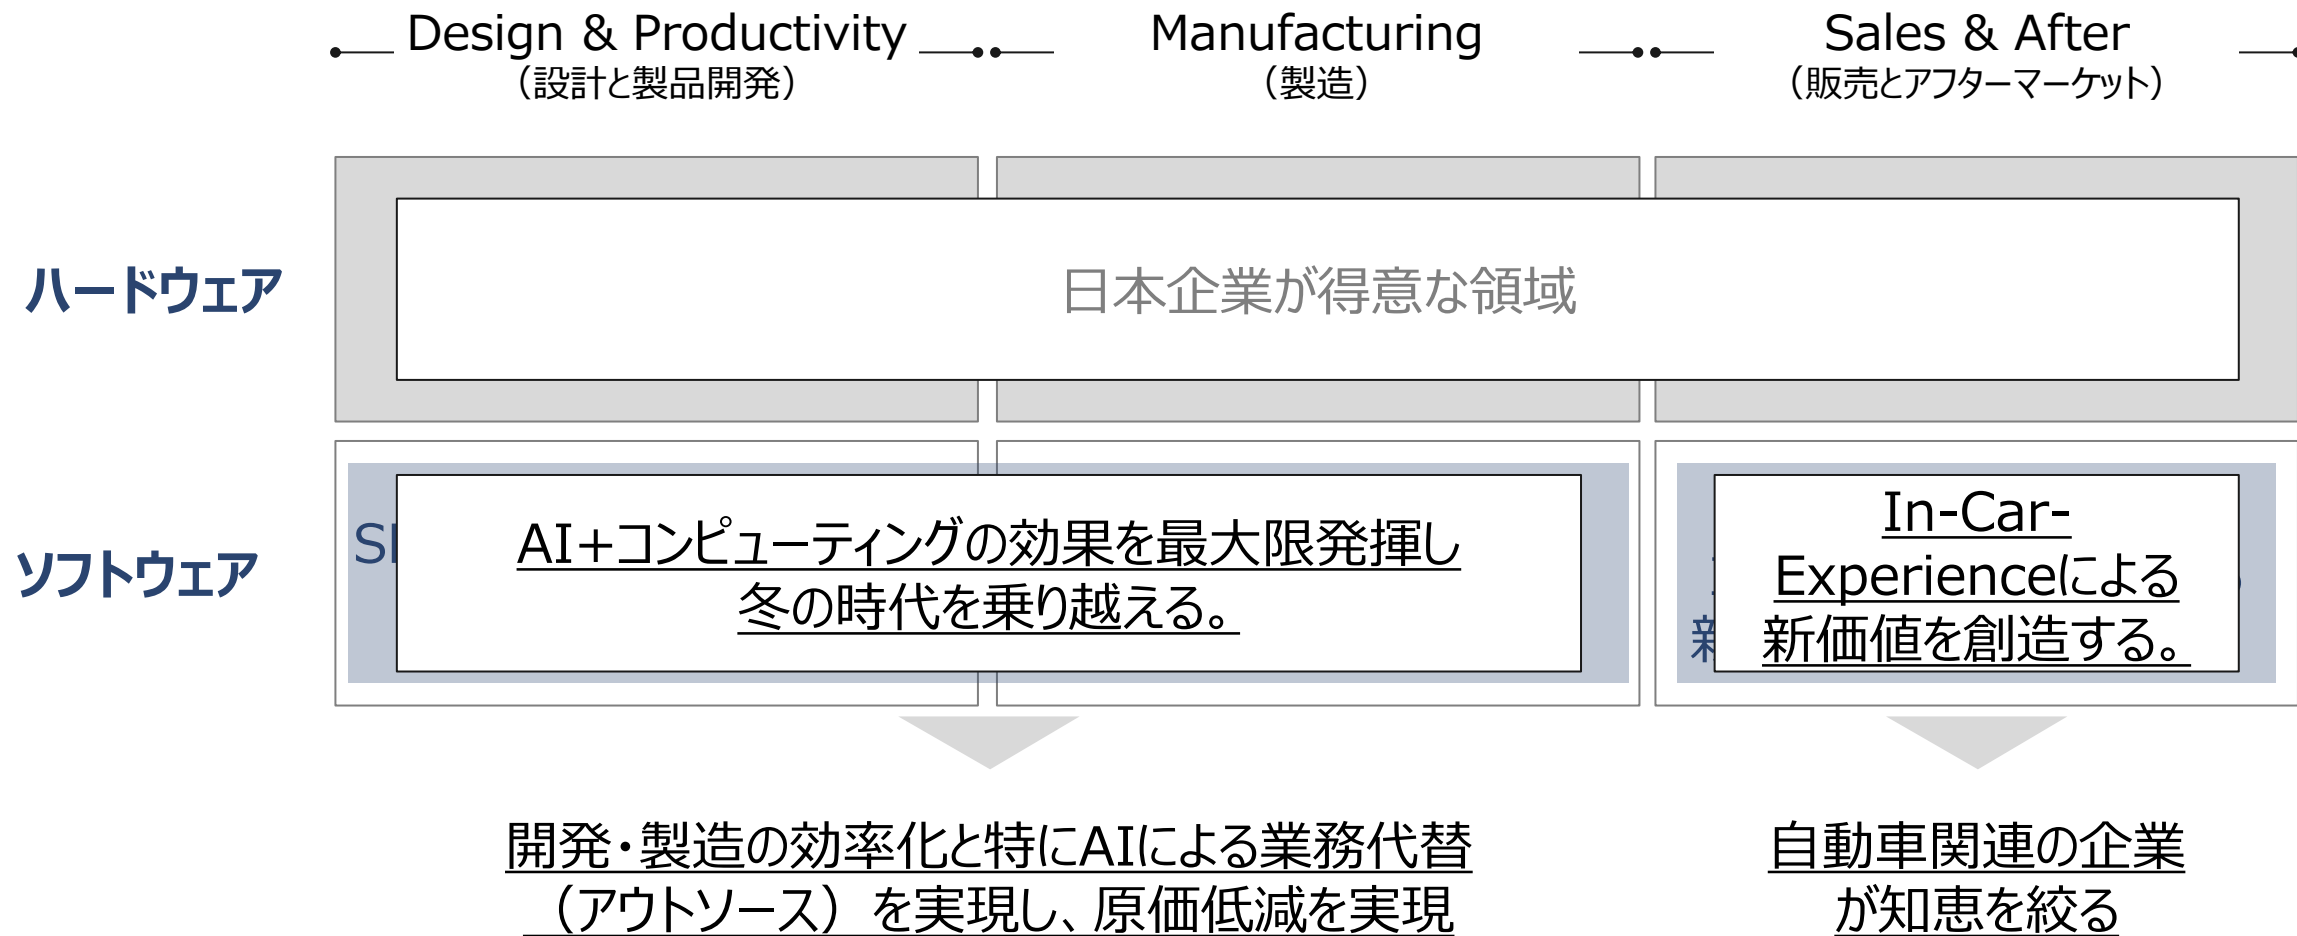 Design & Productivity
（設計と製品開発）
Manufacturing
（製造）
Sales & After
（販売とアフターマーケット）
ハードウェア
日本企業が得意な領域
ソフトウェア
AI+コンピューティングの効果を最大限発揮し
冬の時代を乗り越える。
In-Car-
Experienceによる
新価値を創造する。
開発・製造の効率化と特にAIによる業務代替
（アウトソース）を実現し、原価低減を実現
自動車関連の企業
が知恵を絞る